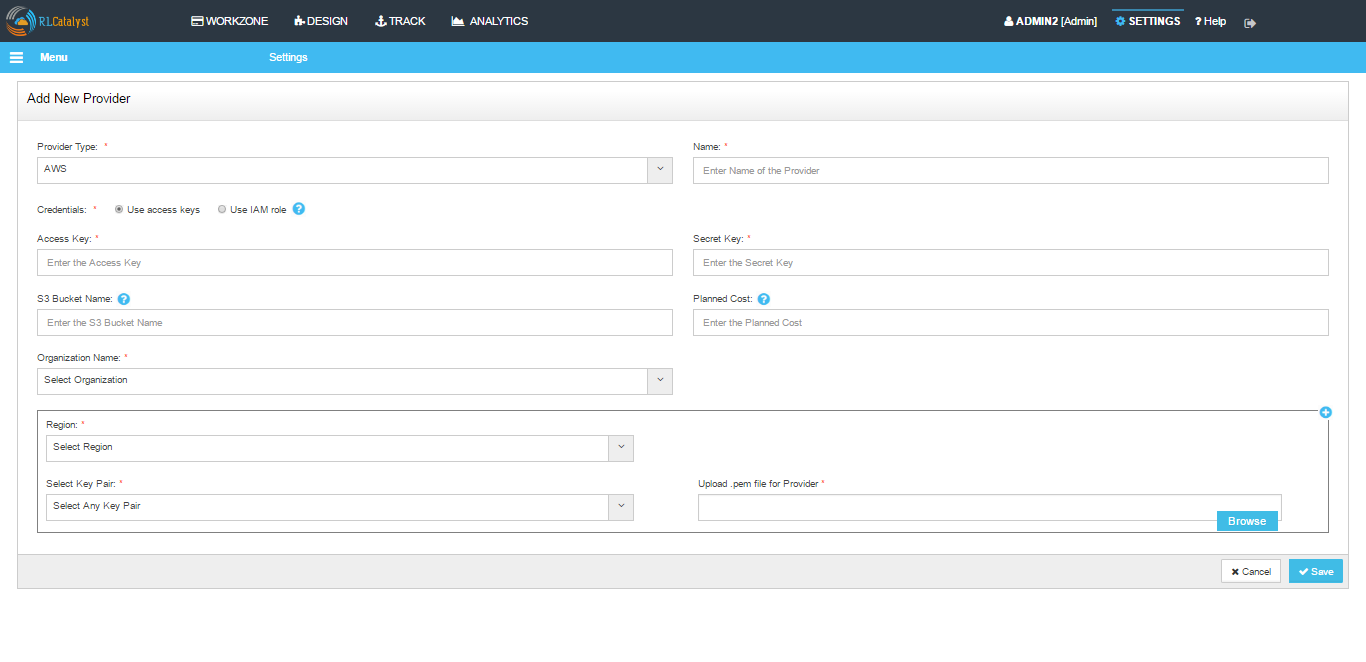 RLCatalyst WORKZONE DESIGN TRACK ANALYTICS ADMIN2 [Admin] SETTINGS ? Help
Menu Settings
Add New Provider
Provider Type: * Name: *
AWS Enter Name of the Provider
Credentials: * Use access keys Use IAM role ?
Access Key: * Secret Key: *
Enter the Access Key Enter the Secret Key
S3 Bucket Name: ? Planned Cost: ?
Enter the S3 Bucket Name Enter the Planned Cost
Organization Name: *
Select Organization
Region: *
Select Region
Select Key Pair: * Upload .pem file for Provider *
Select Any Key Pair
Browse
Cancel Save